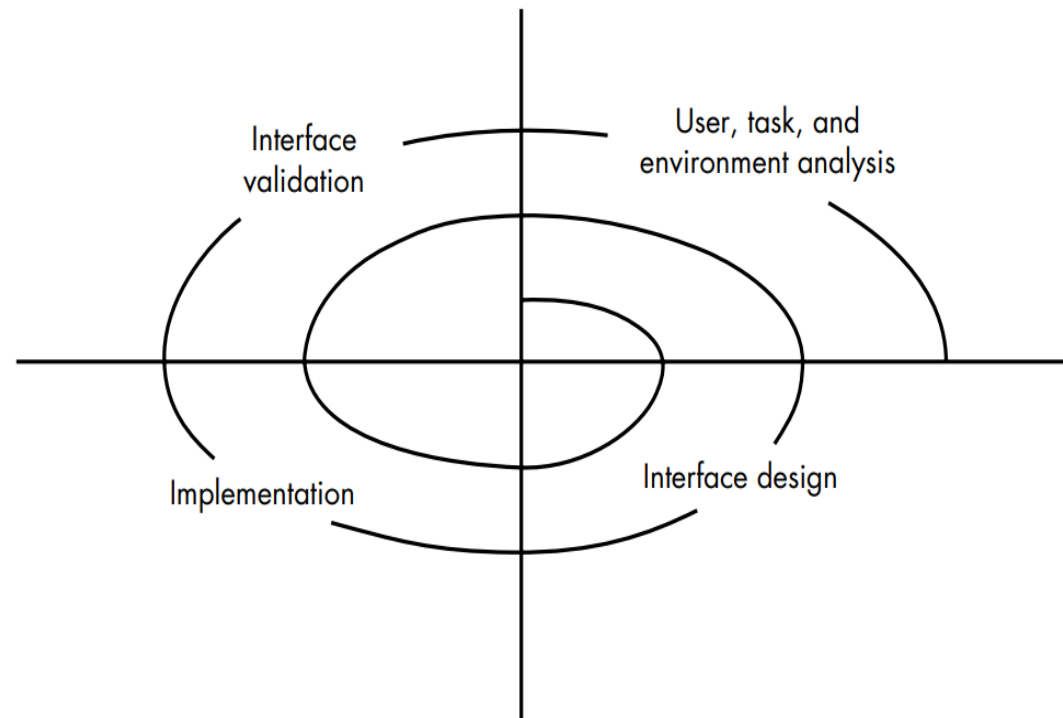 Interface
validation
User, task, and
environment analysis
Implementation
Interface design